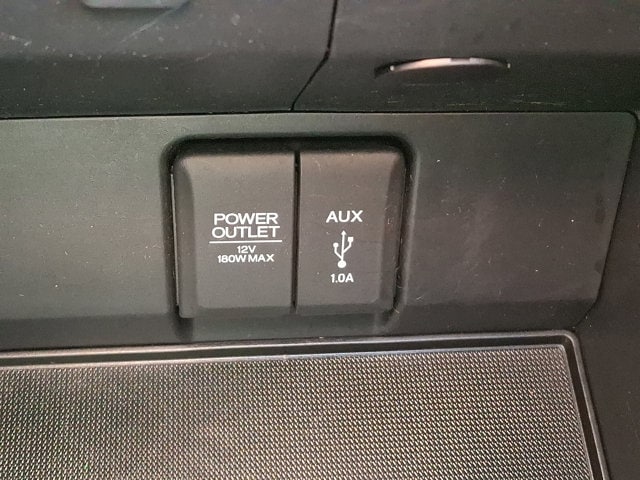 POWER
OUTLET
12V
180W MAX
AUX
1.0A